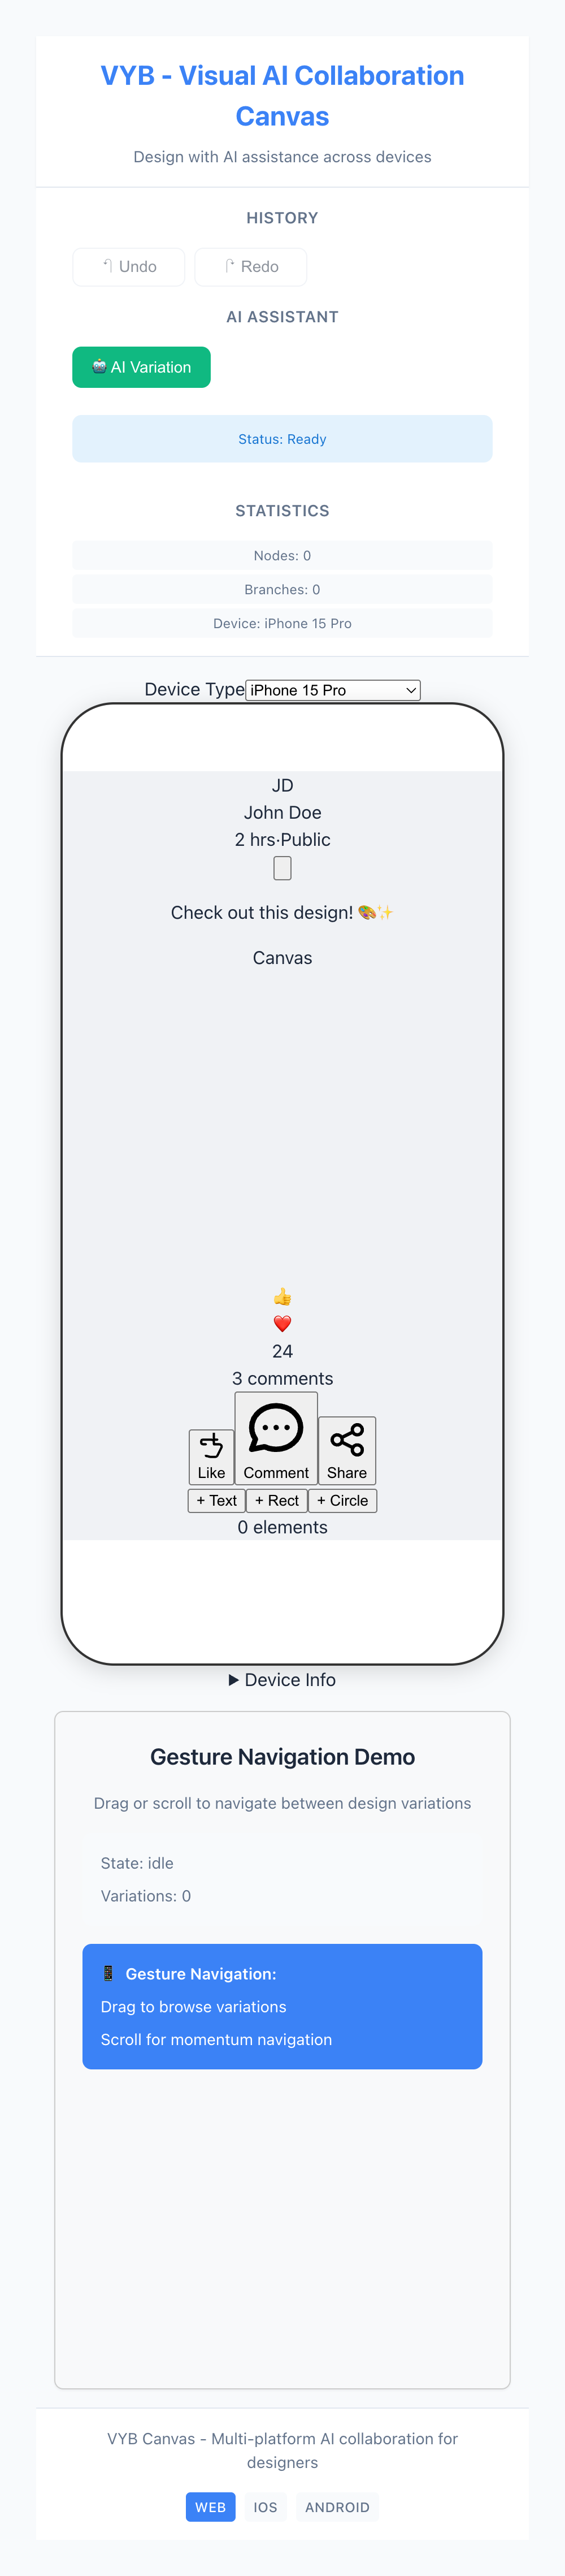 VYB - Visual AI Collaboration
Canvas
Design with AI assistance across devices
HISTORY
Undo
Redo
AI ASSISTANT
🤖 AI Variation
Status: Ready
STATISTICS
Nodes: 0
Branches: 0
Device: iPhone 15 Pro
Device Type iPhone 15 Pro
JD
John Doe
2 hrs·Public
Check out this design! 🎨✨
Canvas
👍
❤️
24
3 comments
Like Comment Share
+ Text + Rect + Circle
0 elements
▶ Device Info
Gesture Navigation Demo
Drag or scroll to navigate between design variations
State: idle
Variations: 0
📱 Gesture Navigation:
Drag to browse variations
Scroll for momentum navigation
VYB Canvas - Multi-platform AI collaboration for
designers
WEB IOS ANDROID